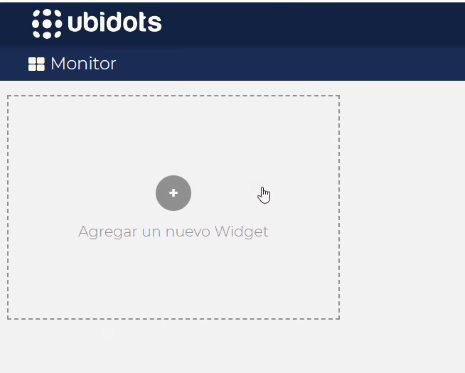 ubidots
Monitor
Agregar un nuevo Widget